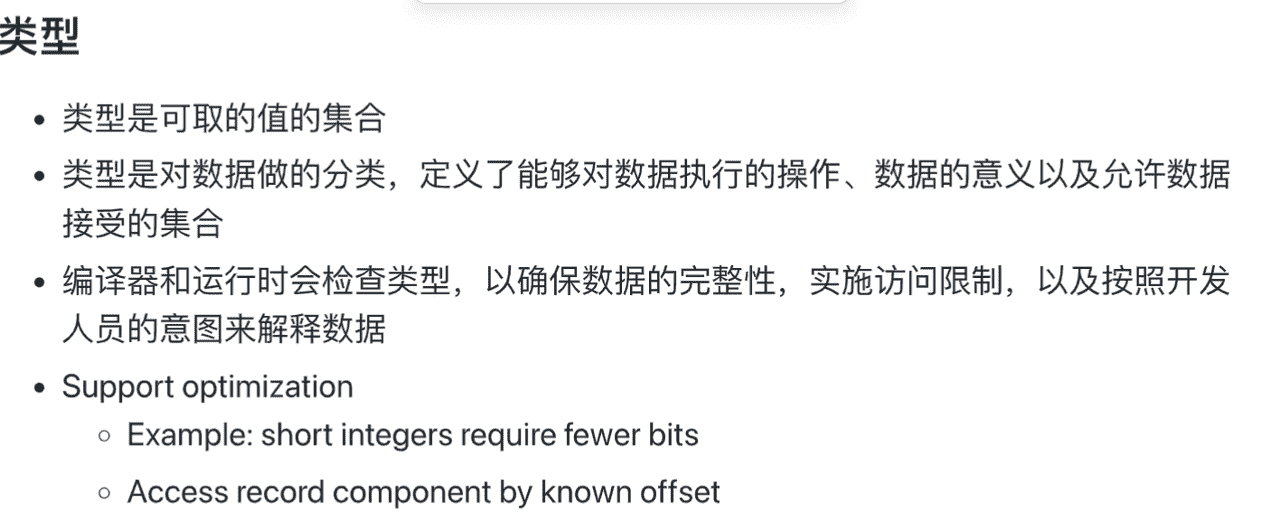 类型
类型是可取的值的集合
类型是对数据做的分类，定义了能够对数据执行的操作、数据的意义以及允许数据
接受的集合
编译器和运行时会检查类型，以确保数据的完整性，实施访问限制，以及按照开发
人员的意图来解释数据
Support optimization
Example: short integers require fewer bits
Access record component by known offset